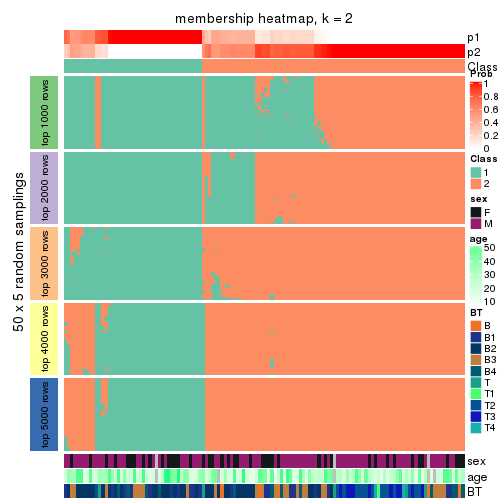 membership heatmap, k = 2
p1
p2
Class
50 x 5 random samplings
top 1000 rows
top 2000 rows
top 3000 rows
top 4000 rows
top 5000 rows
sex
age
BT
Prob
1
0.8
0.6
0.4
0.2
0
Class
1
2
sex
F
M
age
50
40
30
20
10
BT
B
B1
B2
B3
B4
T
T1
T2
T3
T4